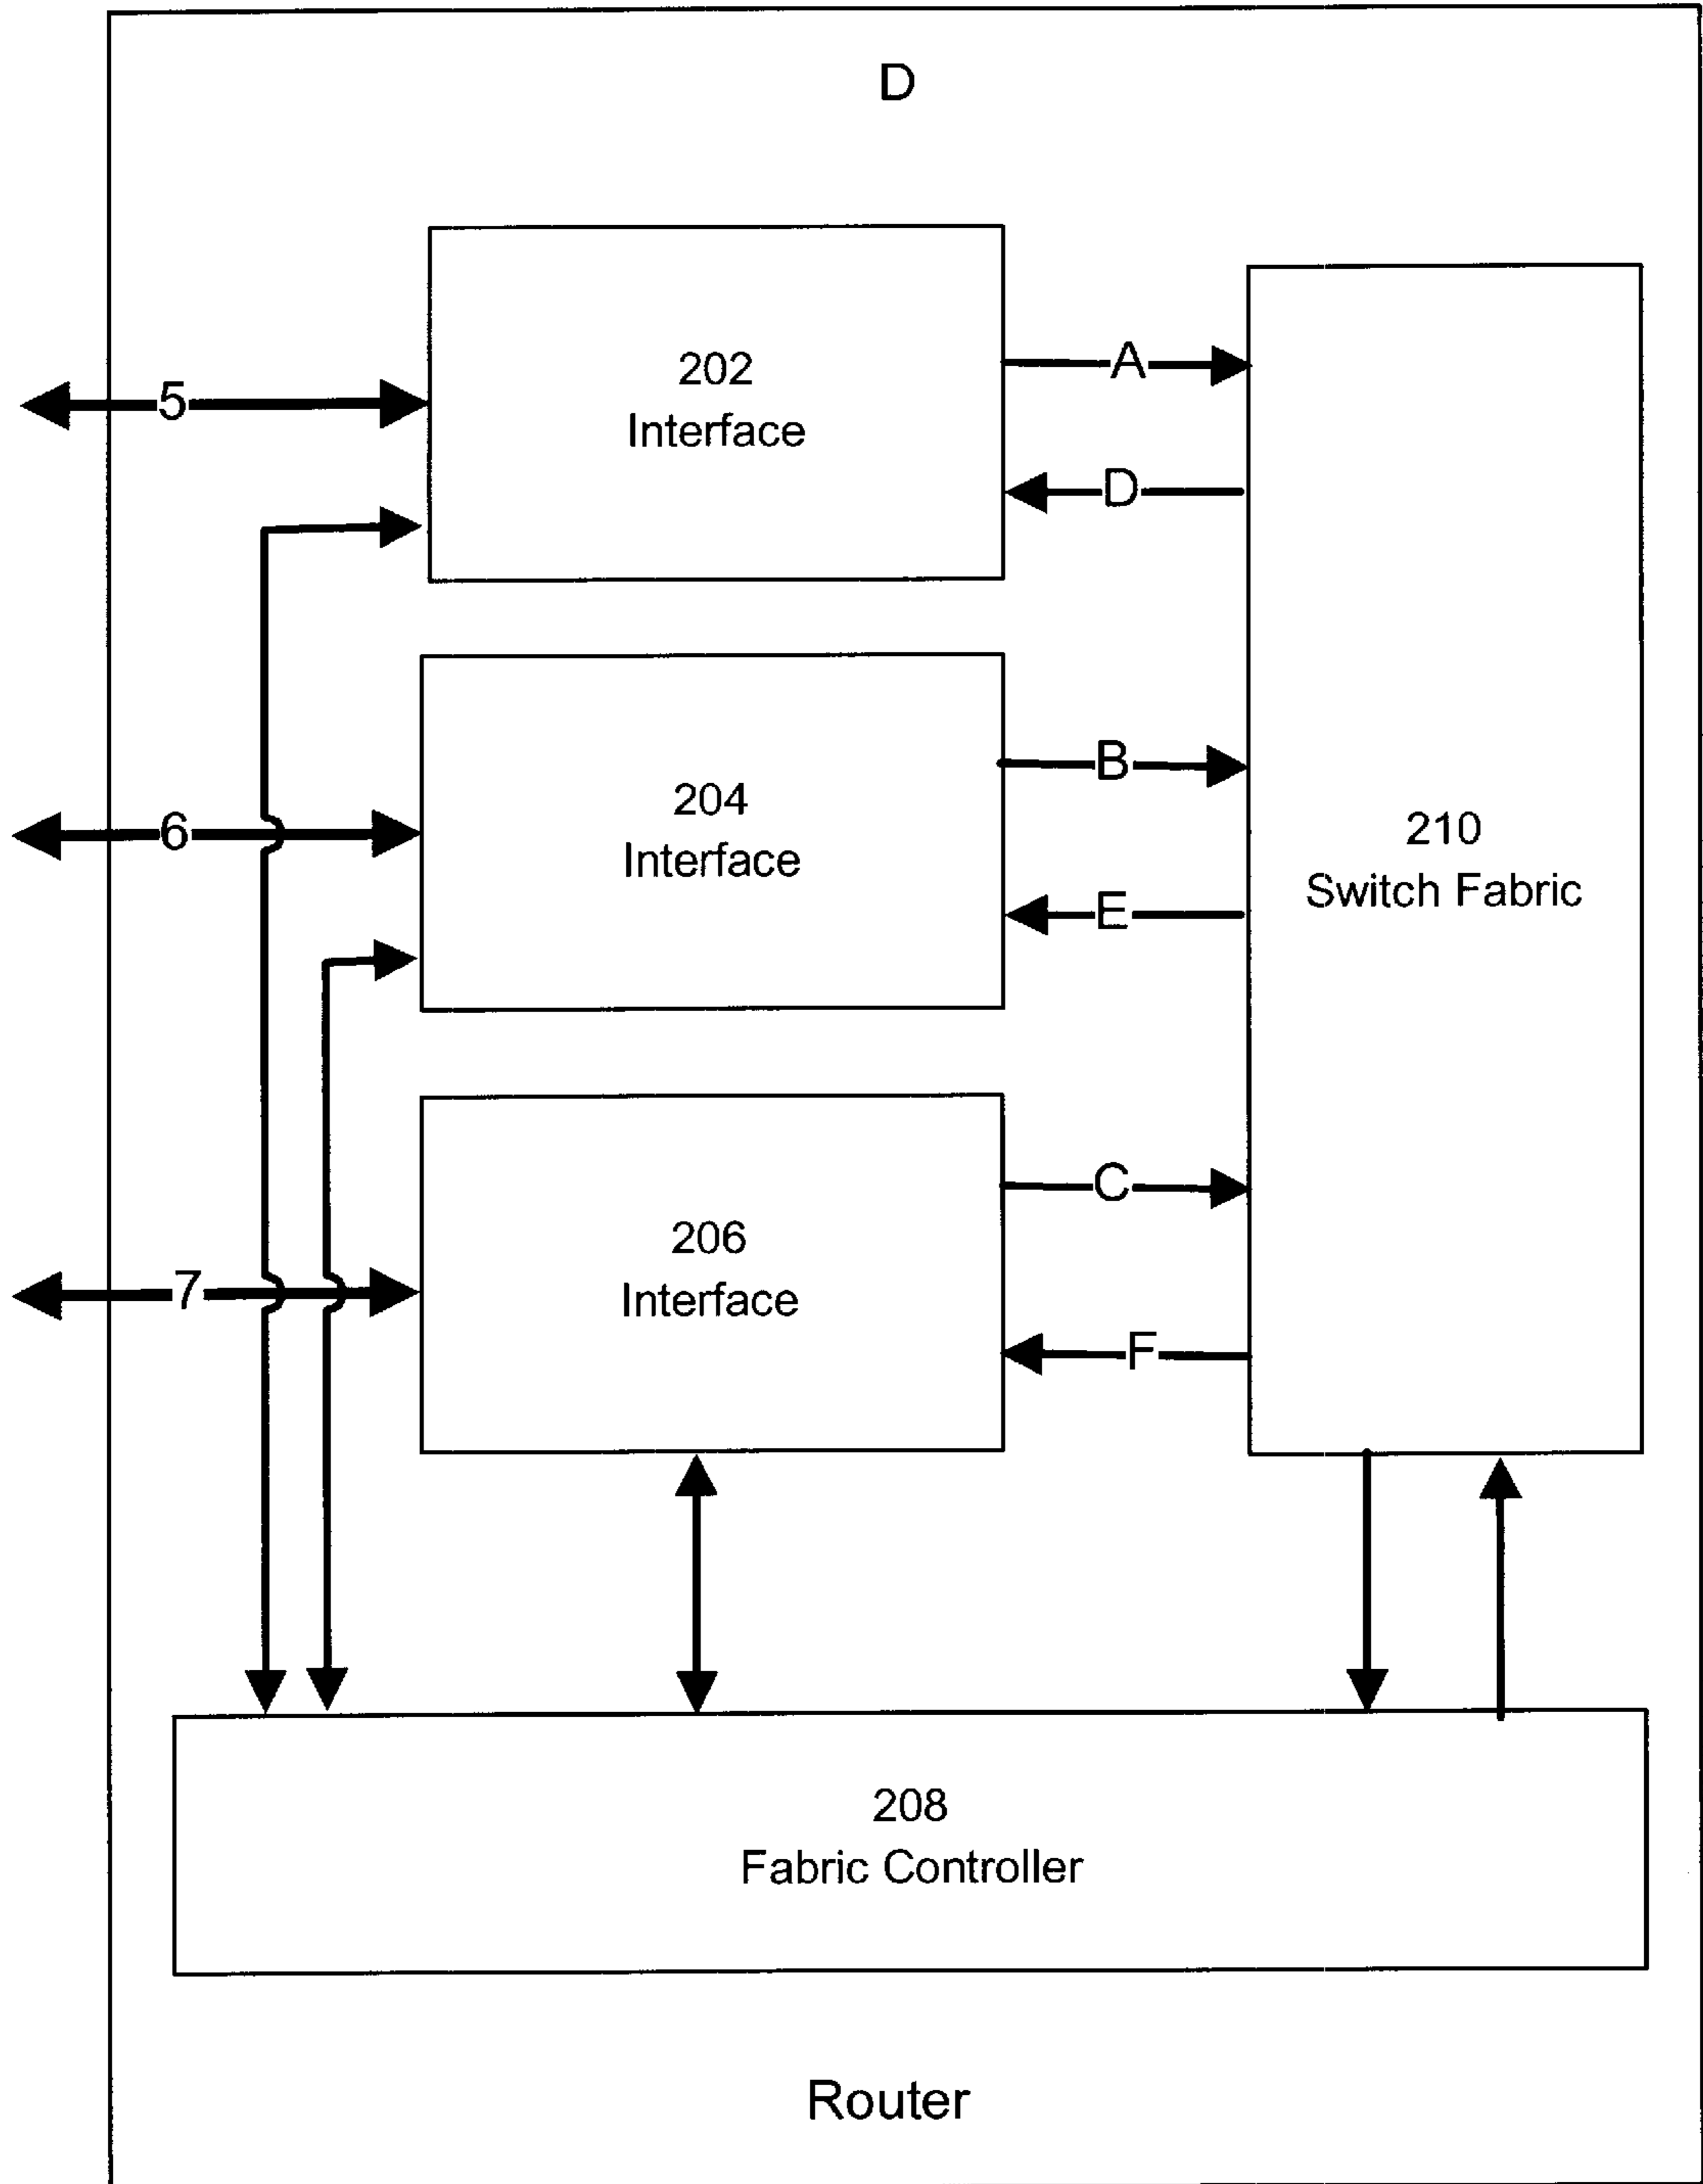 D
202
Interface
A
5
D
204
Interface
B
6
E
210
Switch Fabric
206
Interface
C
7
F
208
Fabric Controller
Router